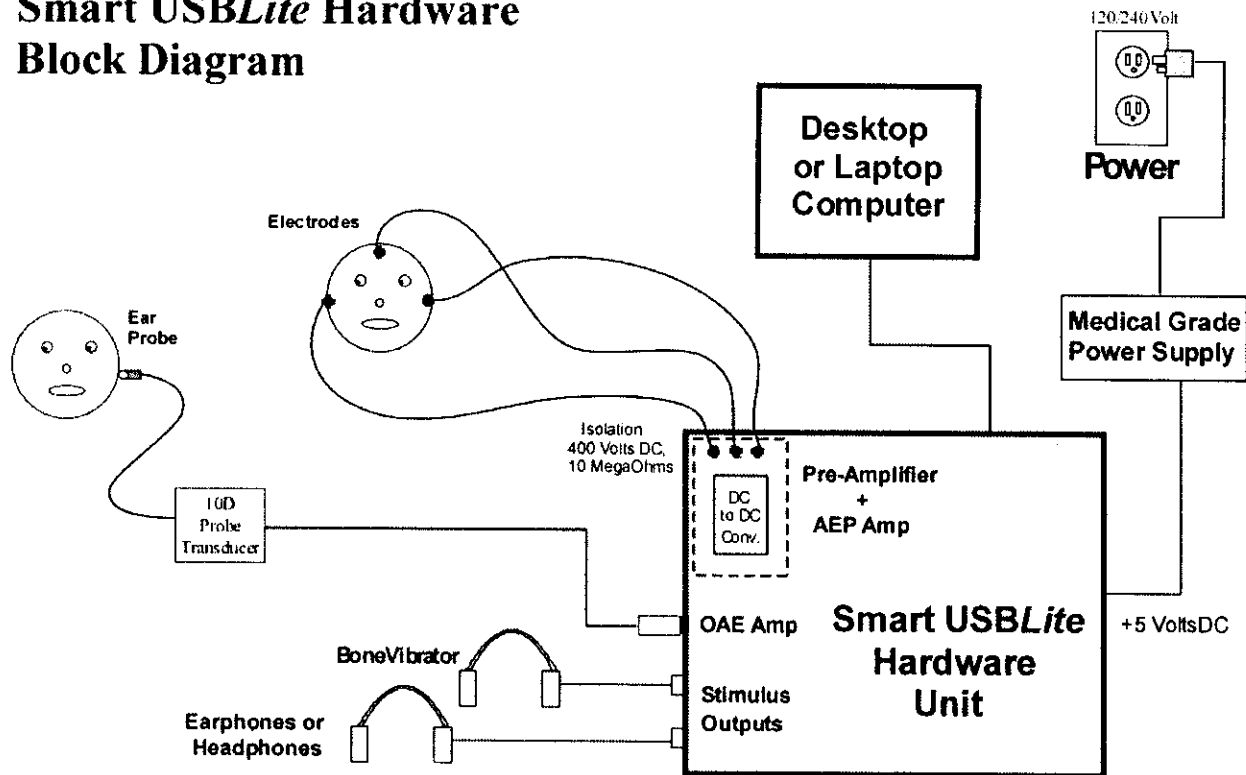 Smart USBLite Hardware
Block Diagram
120/240 Volt
Power
Desktop
or Laptop
Computer
Electrodes
Ear
Probe
Medical Grade
Power Supply
Isolation
400 Volts DC,
10 MegaOhms
DC
to DC
Conv.
Pre-Amplifier
+
AEP Amp
10D
Probe
Transducer
OAE Amp
Smart USBLite
Hardware
Unit
+5 VoltsDC
BoneVibrator
Stimulus
Outputs
Earphones or
Headphones